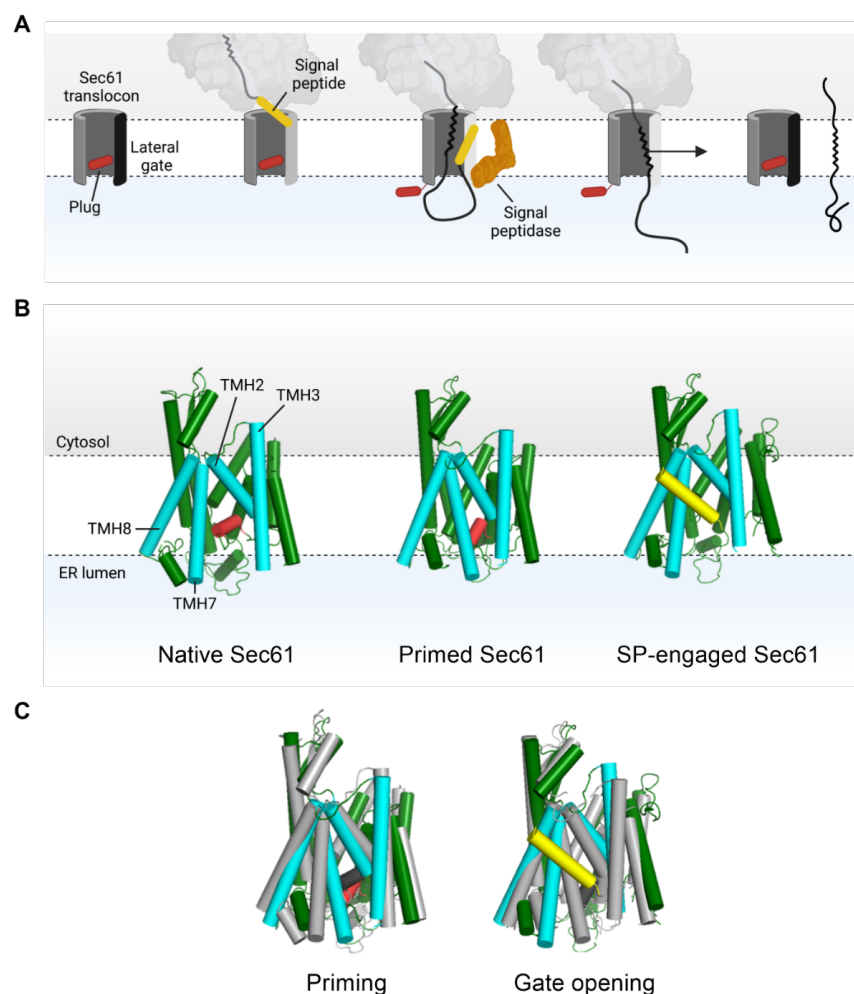 A
Sec61
translocon
Signal
peptide
Lateral
gate
Plug
Signal
peptidase
B
TMH2
TMH3
Cytosol
TMH8
ER lumen
TMH7
Native Sec61
Primed Sec61
SP-engaged Sec61
C
Priming
Gate opening